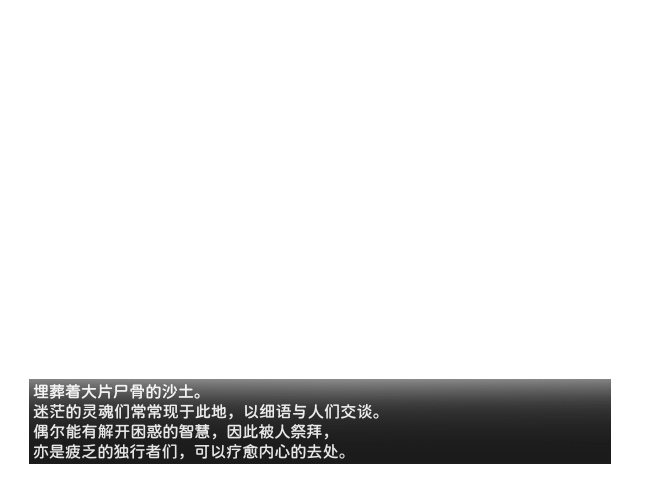 埋葬着大片尸骨的沙土。
迷茫的灵魂们常常现于此地，以细语与人们交谈。
偶尔能有解开困惑的智慧，因此被人祭拜，
亦是疲乏的独行者们，可以疗愈内心的去处。